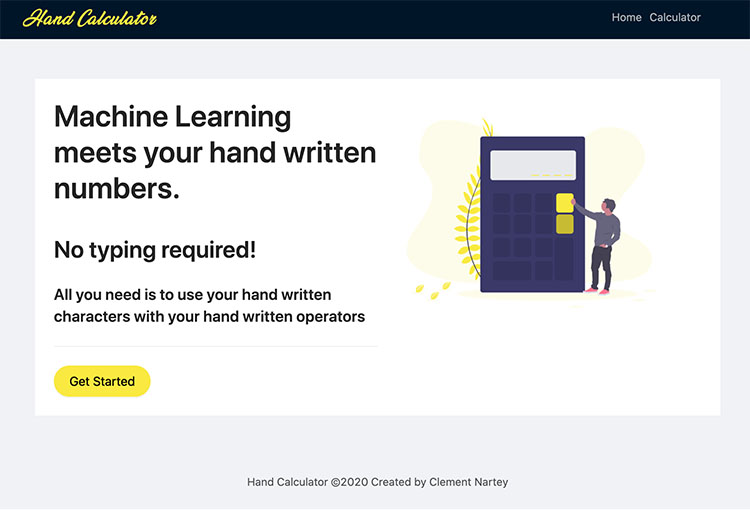 Hand Calculator
Home Calculator
Machine Learning
meets your hand written
numbers.
No typing required!
All you need is to use your hand written
characters with your hand written operators
Get Started
Hand Calculator ©2020 Created by Clement Nartey